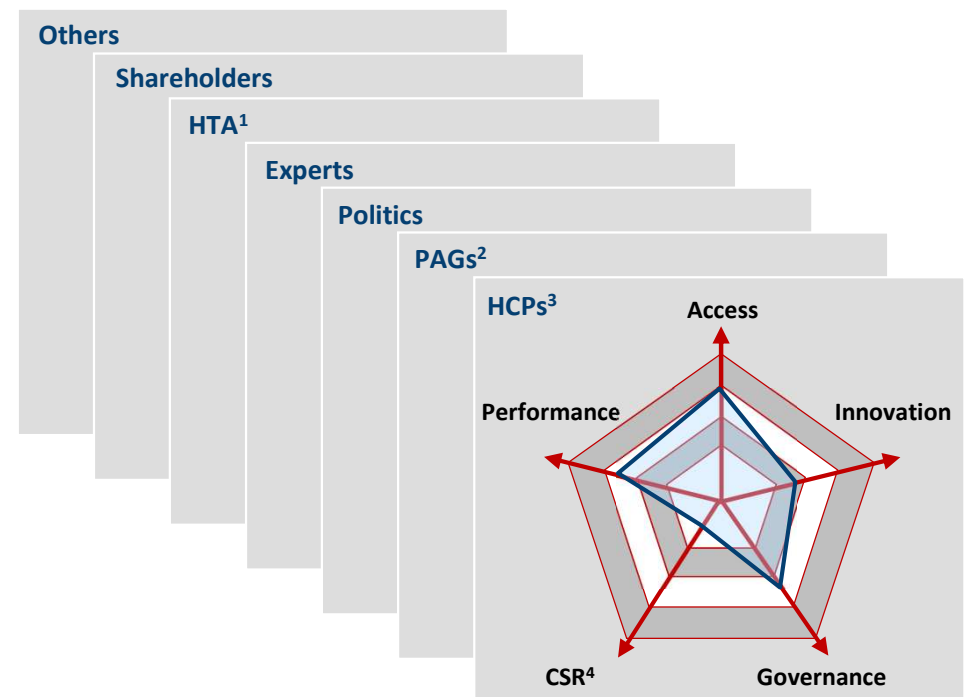 Others
Shareholders
HTA¹
Experts
Politics
PAGs²
HCPs³
Access
Performance
Innovation
CSR⁴
Governance